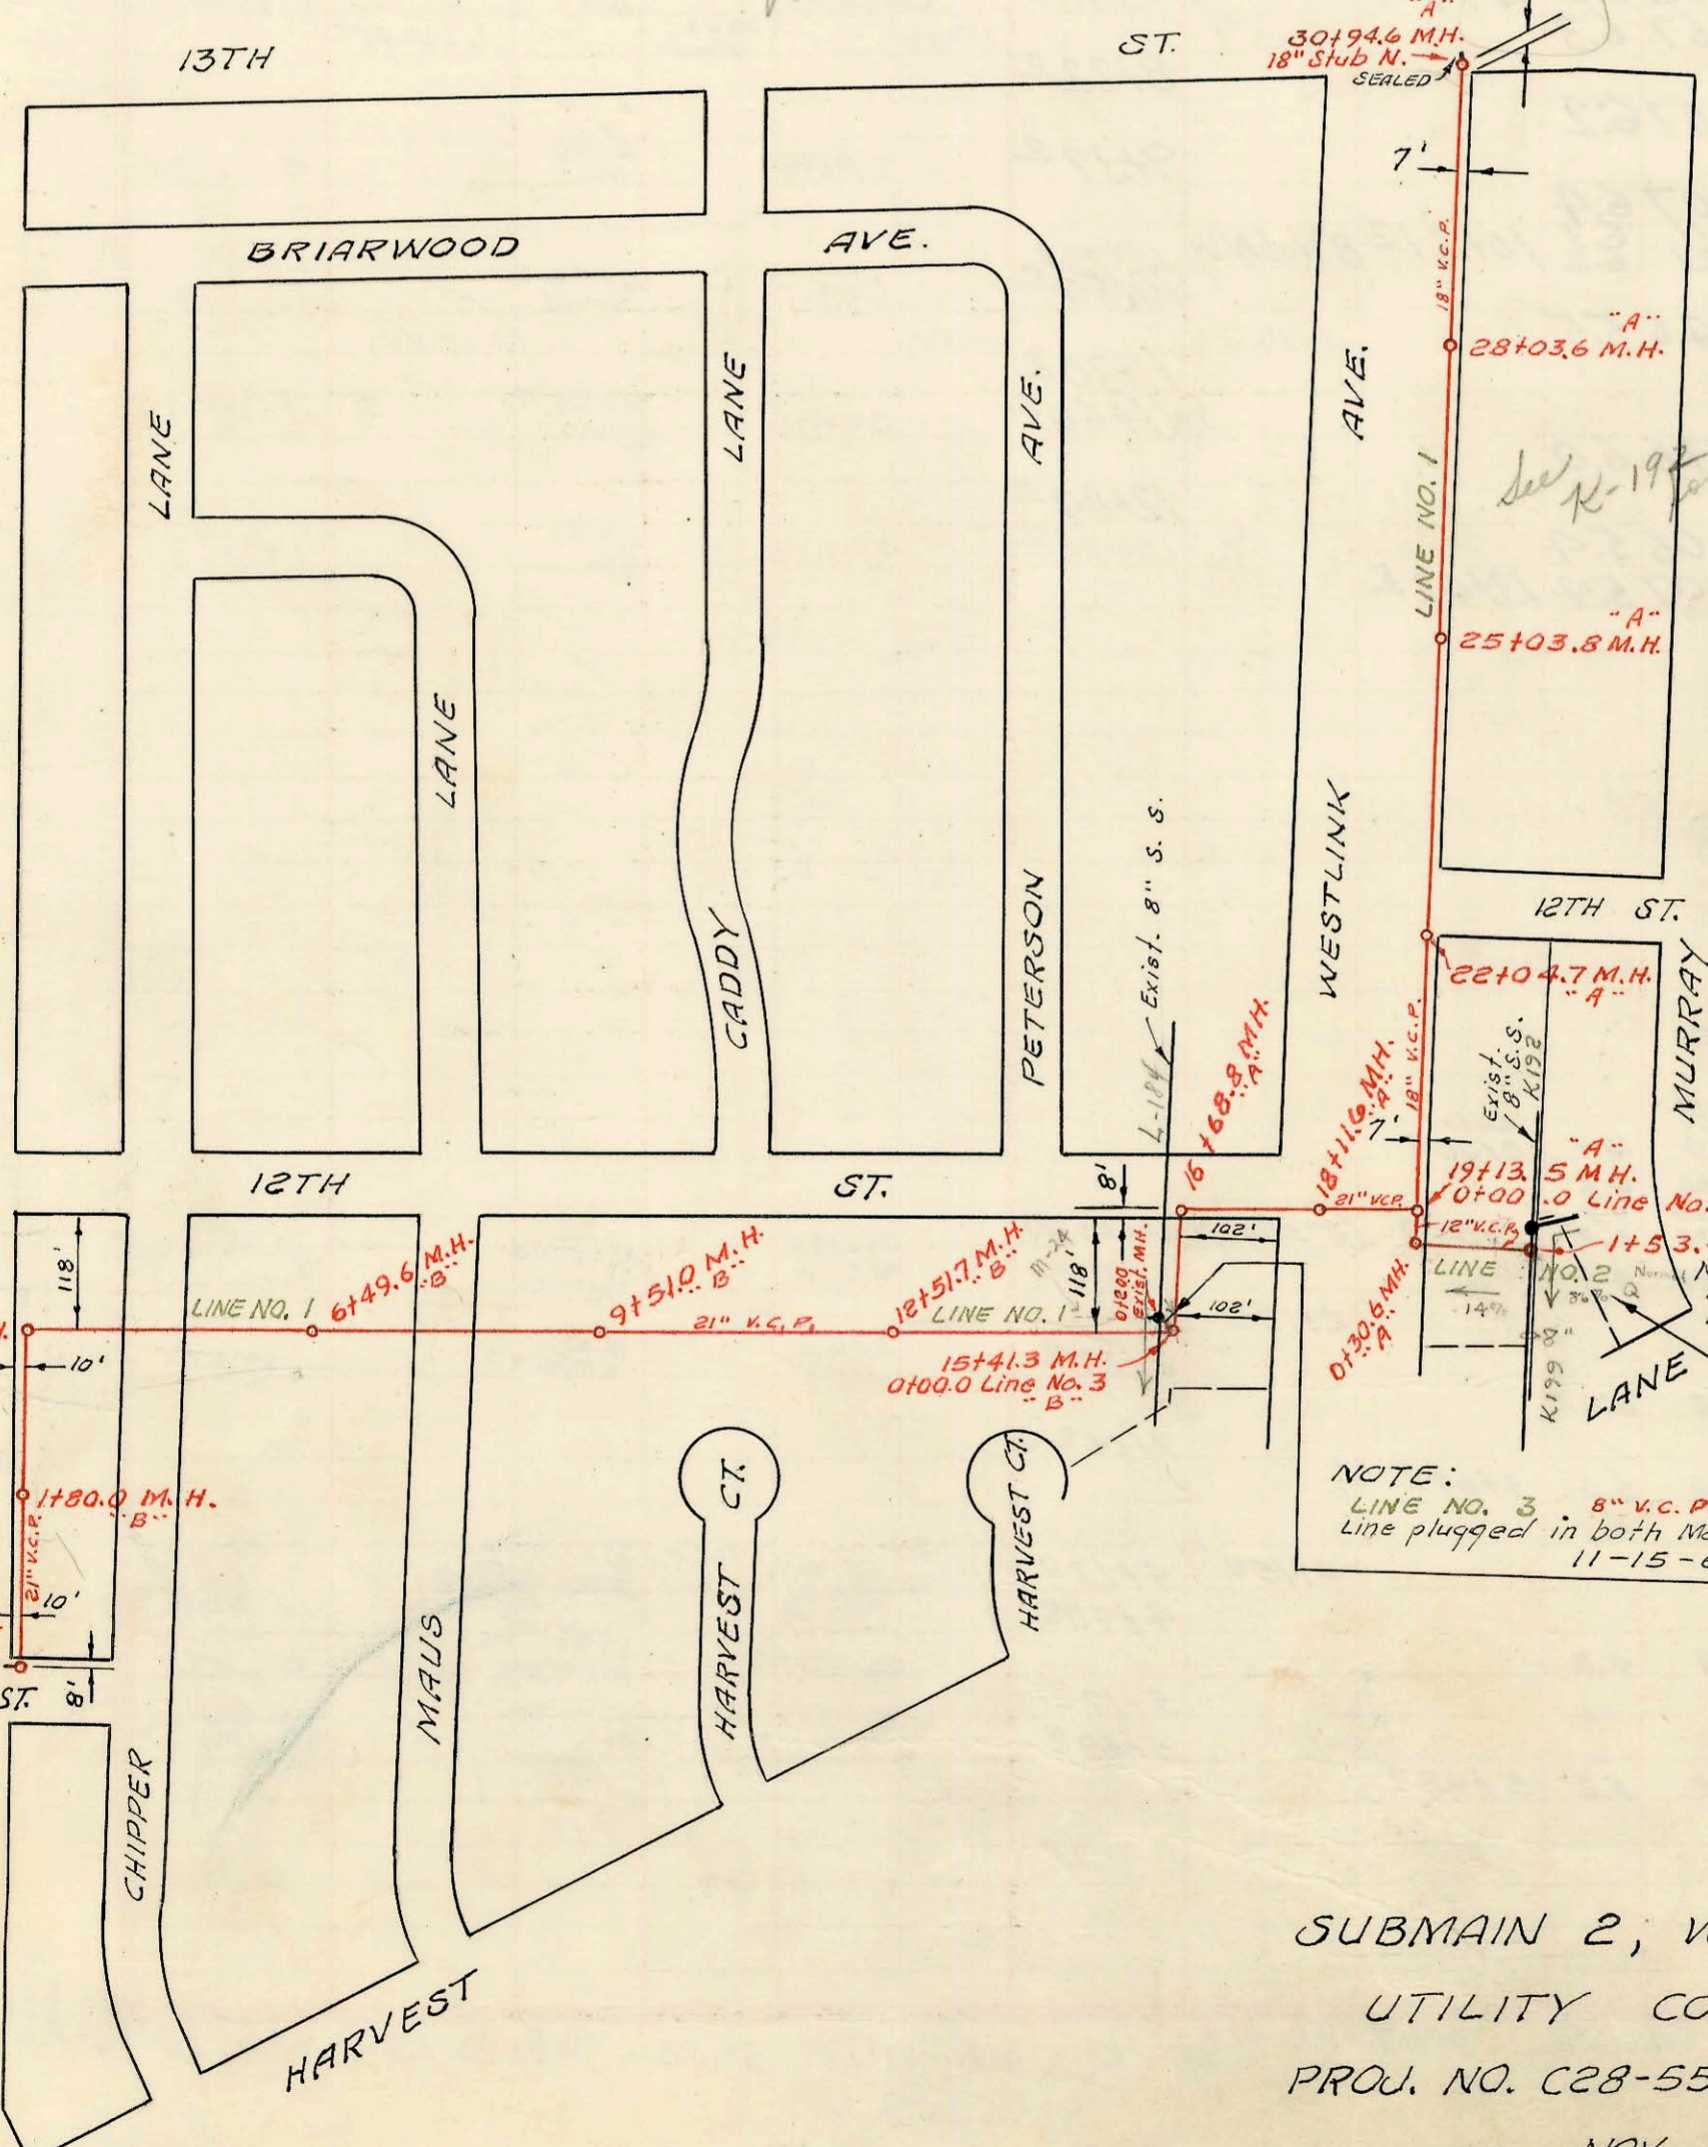 "A"
30+94.6 M.H.
18" Stub N.
SEALED
13TH ST.
7'
BRIARWOOD AVE.
18" V.C.P.
"A"
28+03.6 M.H.
LANE
LANE
AVE.
AVE.
LINE NO. 1
See K-192
"A"
25+03.8 M.H.
LANE
CADDY
PETERSON
L-184
Exist. 8" S. S.
WESTLINK
12TH ST.
22+04.7 M.H.
"A"
MURRAY
16+68.8 M.H.
"A"
18+11.6 M.H.
"A"
18" V.C.P.
Exist.
8" S.S.
K192
7'
"A"
19+13.5 M.H.
0+00.0 Line No.
12TH ST.
8'
21" VCP.
12" V.C.P.
1+53.
118'
LINE NO. 1
6+49.6 M.H.
"B"
9+51.0 M.H.
"B"
12+51.7 M.H.
"B"
21" V.C.P.
LINE NO. 1
M-24
118'
Exist. M.H.
102'
102'
0+30.6 M.H.
"A"
LINE NO. 2
14%
86%
8"
K199
LANE
10'
15+41.3 M.H.
0+00.0 Line No. 3
"B"
1+80.0 M.H.
"B"
21" V.C.P.
10'
ST.
8'
CHIPPER
MAUS
HARVEST CT.
HARVEST CT.
HARVEST
NOTE:
LINE NO. 3. 8" V.C.P
Line plugged in both
11-15-
SUBMAIN 2,
UTILITY CO
PROJ. NO. C28-55
NOV